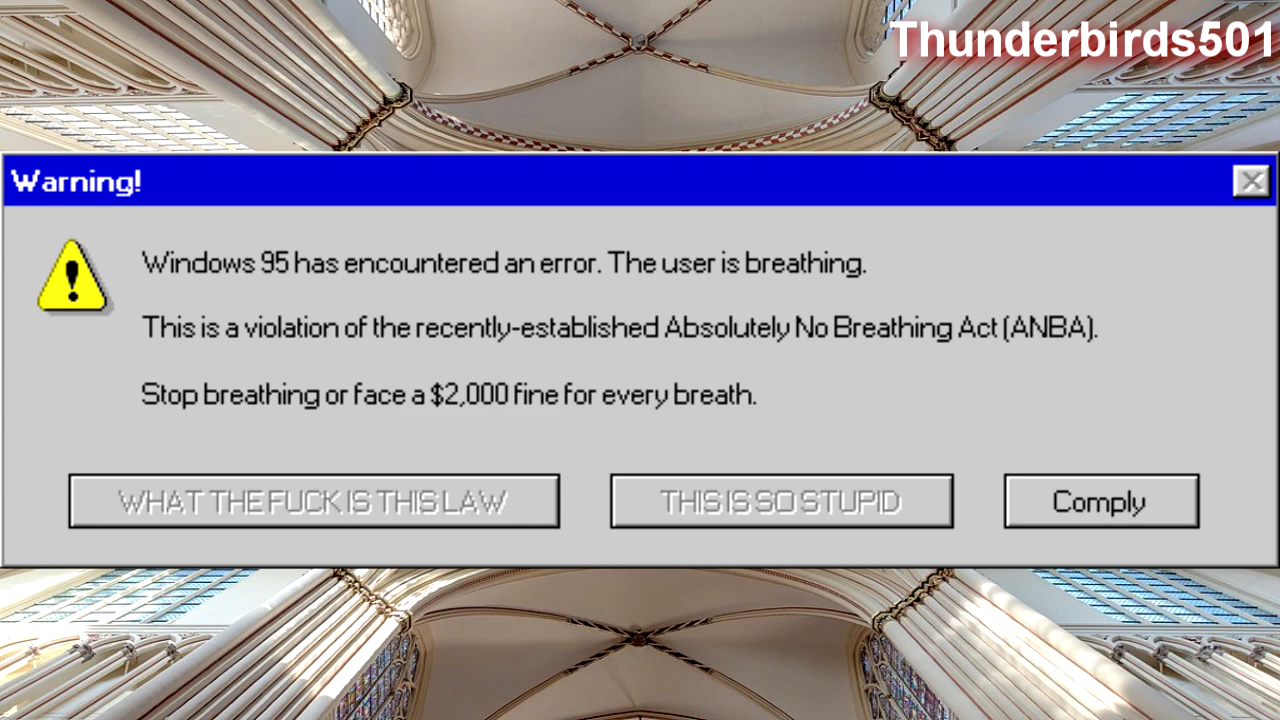 Thunderbirds501
Warning!
Windows 95 has encountered an error. The user is breathing.
This is a violation of the recently-established Absolutely No Breathing Act (ANBA).
Stop breathing or face a $2,000 fine for every breath.
WHAT THE FUCK IS THIS LAW
THIS IS SO STUPID
Comply